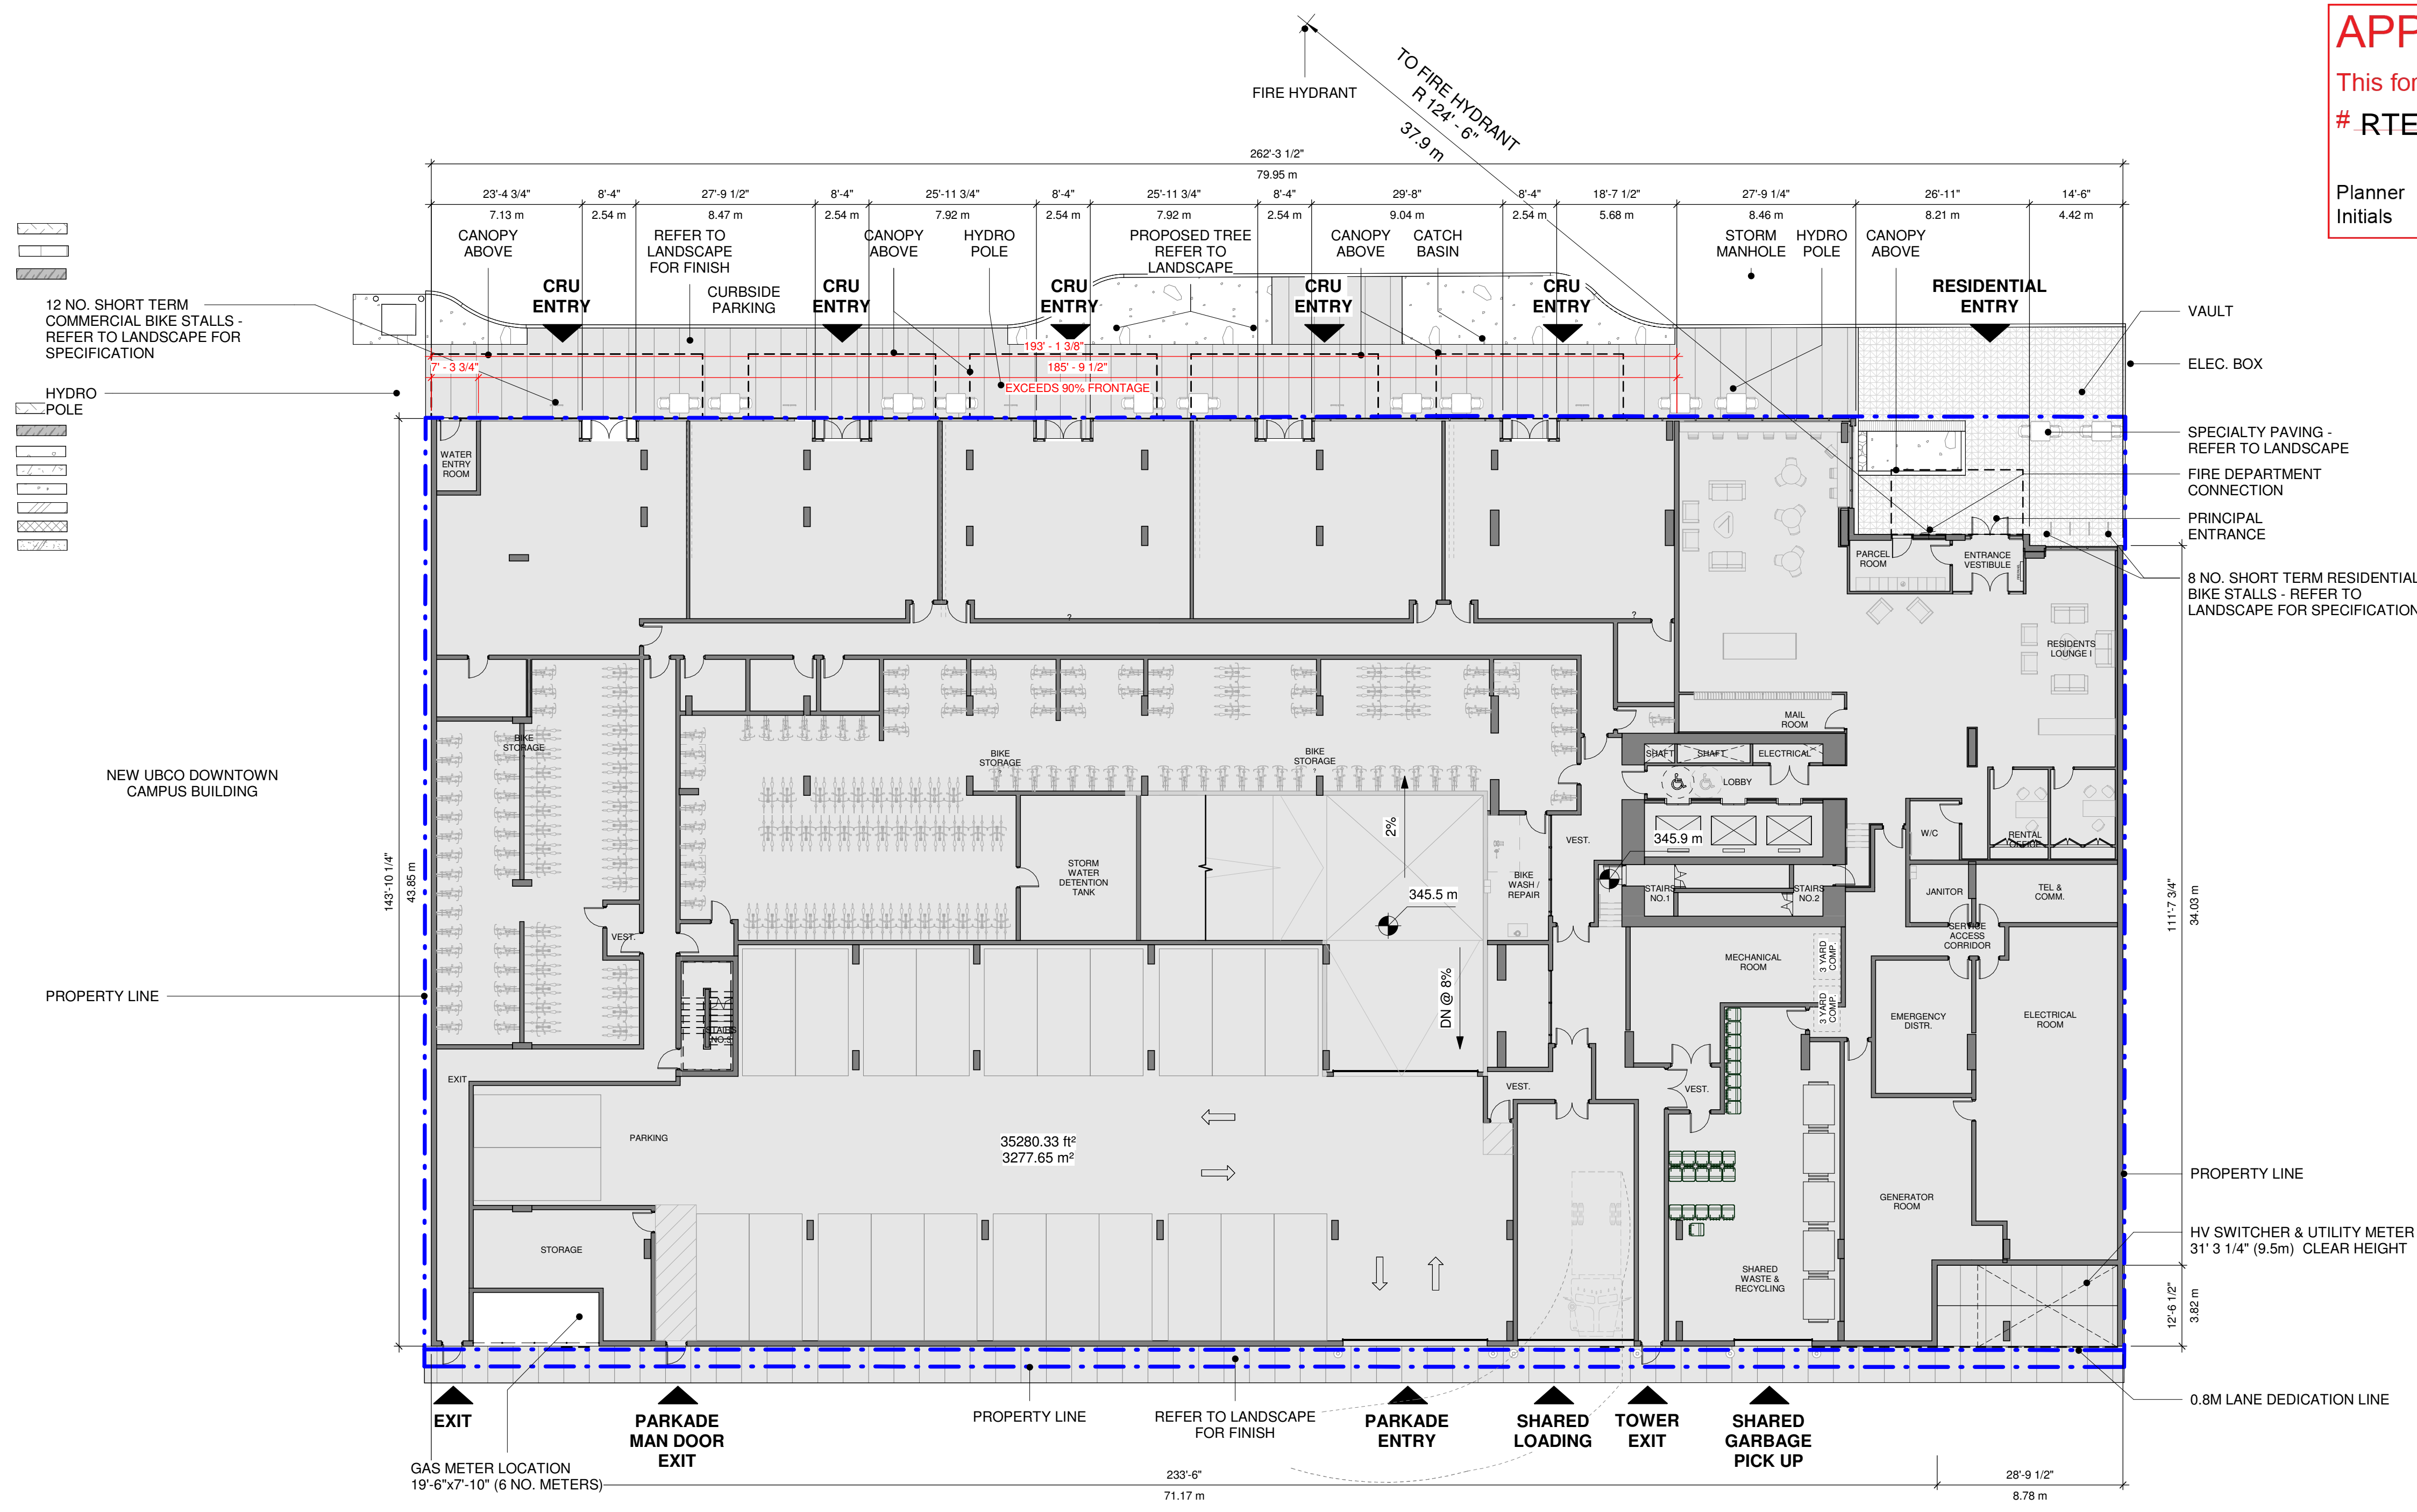 APP
This for
# RTE
Planner
Initials
FIRE HYDRANT
TO FIRE HYDRANT
R 124' - 6"
37.9 m
262'-3 1/2"
79.95 m
23'-4 3/4"
8'-4"
27'-9 1/2"
8'-4"
25'-11 3/4"
8'-4"
25'-11 3/4"
8'-4"
29'-8"
8'-4"
18'-7 1/2"
27'-9 1/4"
26'-11"
14'-6"
7.13 m
2.54 m
8.47 m
2.54 m
7.92 m
2.54 m
7.92 m
2.54 m
9.04 m
2.54 m
5.68 m
8.46 m
8.21 m
4.42 m
CANOPY
ABOVE
REFER TO
LANDSCAPE
FOR FINISH
CANOPY
ABOVE
HYDRO
POLE
PROPOSED TREE
REFER TO
LANDSCAPE
CANOPY
ABOVE
CATCH
BASIN
STORM
MANHOLE
HYDRO
POLE
CANOPY
ABOVE
CRU
ENTRY
CURBSIDE
PARKING
CRU
ENTRY
CRU
ENTRY
CRU
ENTRY
CRU
ENTRY
RESIDENTIAL
ENTRY
12 NO. SHORT TERM
COMMERCIAL BIKE STALLS -
REFER TO LANDSCAPE FOR
SPECIFICATION
HYDRO
POLE
193' - 1 3/8"
7' - 3 3/4"
185' - 9 1/2"
EXCEEDS 90% FRONTAGE
VAULT
ELEC. BOX
SPECIALTY PAVING -
REFER TO LANDSCAPE
FIRE DEPARTMENT
CONNECTION
PRINCIPAL
ENTRANCE
8 NO. SHORT TERM RESIDENTIAL
BIKE STALLS - REFER TO
LANDSCAPE FOR SPECIFICATION
WATER
ENTRY
ROOM
PARCEL
ROOM
ENTRANCE
VESTIBULE
RESIDENTS
LOUNGE I
?
?
MAIL
ROOM
BIKE
STORAGE
BIKE
STORAGE
?
BIKE
STORAGE
?
SHAFT
SHAFT
ELECTRICAL
LOBBY
NEW UBCO DOWNTOWN
CAMPUS BUILDING
143'-10 1/4"
43.85 m
2%
VEST.
345.9 m
W/C
RENTAL
OFFICE
STORM
WATER
DETENTION
TANK
345.5 m
BIKE
WASH /
REPAIR
STAIRS
NO.1
STAIRS
NO.2
JANITOR
TEL &
COMM.
111'-7 3/4"
34.03 m
VEST.
SERVICE
ACCESS
CORRIDOR
MECHANICAL
ROOM
3 YARD
COMP.
3 YARD
COMP.
DN @ 8%
PROPERTY LINE
STAIRS
NO.3
EMERGENCY
DISTR.
ELECTRICAL
ROOM
EXIT
VEST.
VEST.
PARKING
35280.33 ft²
3277.65 m²
PROPERTY LINE
GENERATOR
ROOM
STORAGE
SHARED
WASTE &
RECYCLING
HV SWITCHER & UTILITY METER
31' 3 1/4" (9.5m) CLEAR HEIGHT
12'-6 1/2"
3.82 m
0.8M LANE DEDICATION LINE
EXIT
PARKADE
MAN DOOR
EXIT
PROPERTY LINE
REFER TO LANDSCAPE
FOR FINISH
PARKADE
ENTRY
SHARED
LOADING
TOWER
EXIT
SHARED
GARBAGE
PICK UP
GAS METER LOCATION
19'-6"x7'-10" (6 NO. METERS)
233'-6"
71.17 m
28'-9 1/2"
8.78 m